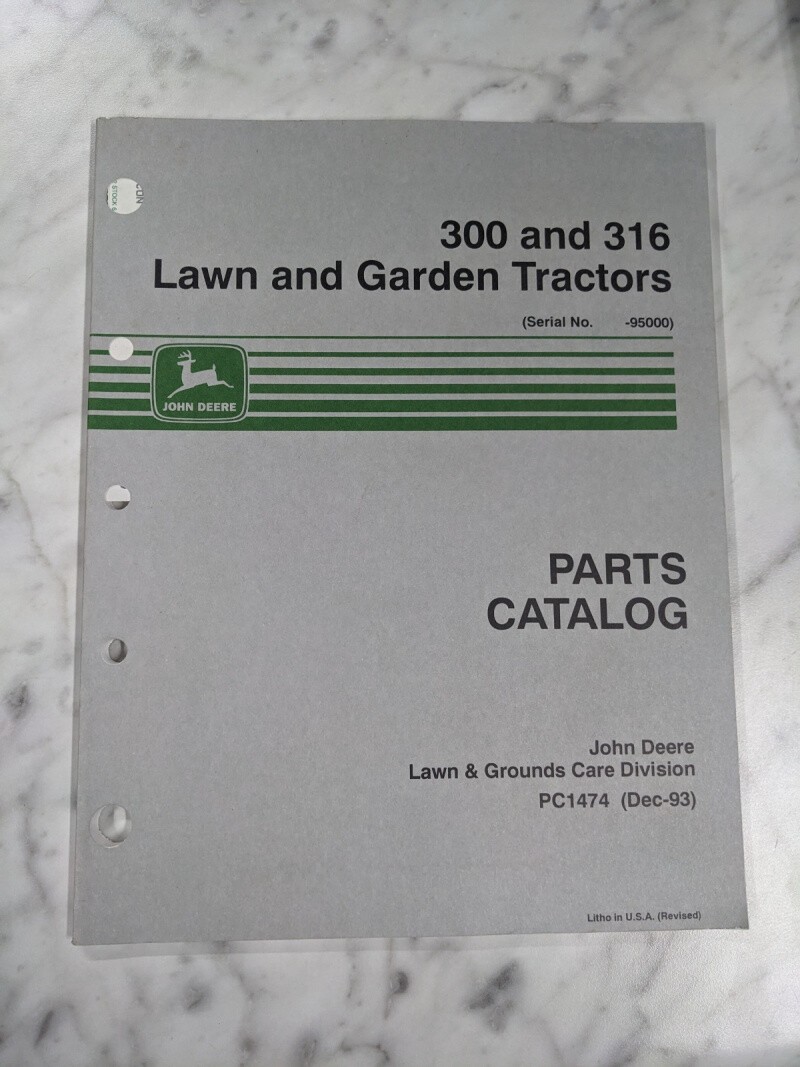 300 and 316
Lawn and Garden Tractors
(Serial No. -95000)
JOHN DEERE
PARTS
CATALOG
John Deere
Lawn & Grounds Care Division
PC1474 (Dec-93)
Litho in U.S.A. (Revised)